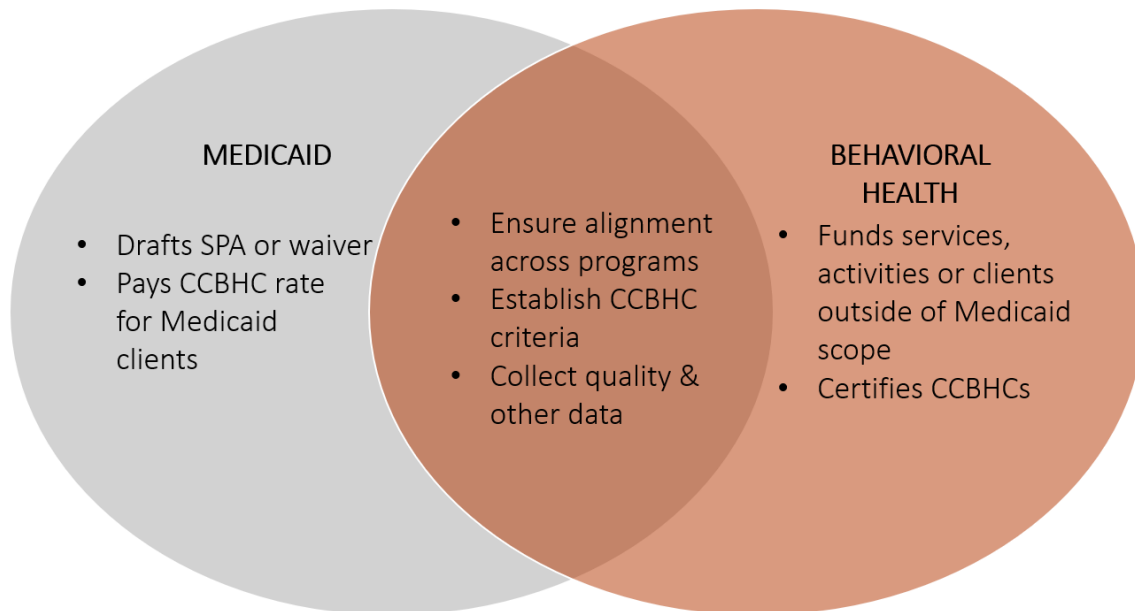 MEDICAID
• Drafts SPA or waiver
• Pays CCBHC rate
for Medicaid
clients
• Ensure alignment
across programs
• Establish CCBHC
criteria
• Collect quality &
other data
BEHAVIORAL
HEALTH
• Funds services,
activities or clients
outside of Medicaid
scope
• Certifies CCBHCs